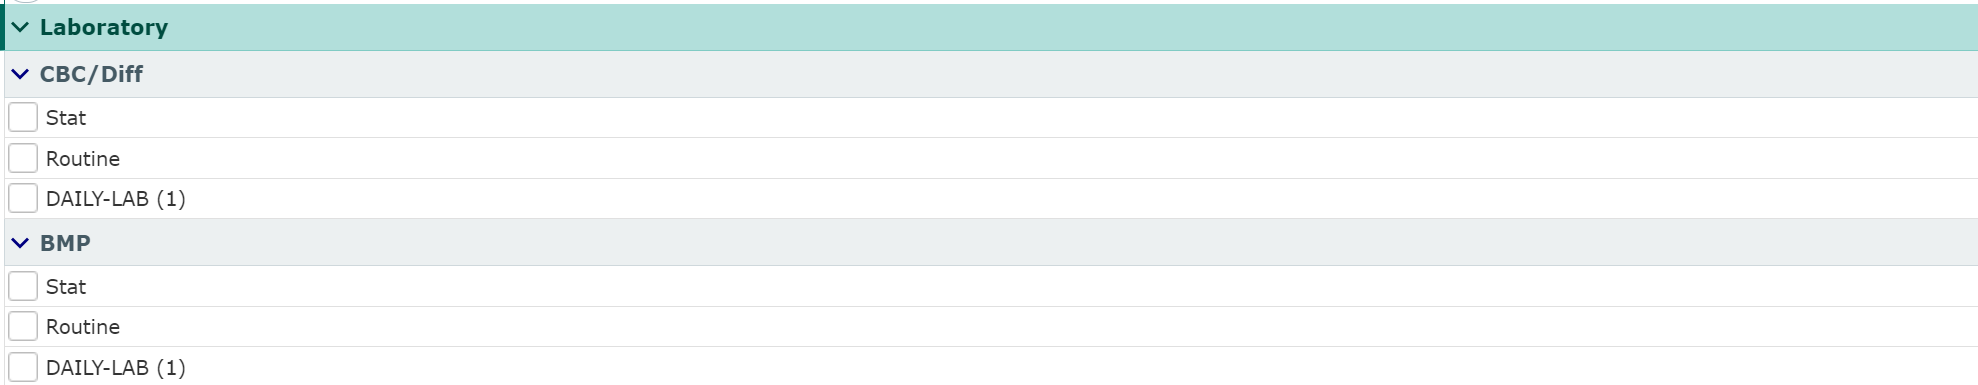 Laboratory
CBC/Diff
Stat
Routine
DAILY-LAB (1)
BMP
Stat
Routine
DAILY-LAB (1)